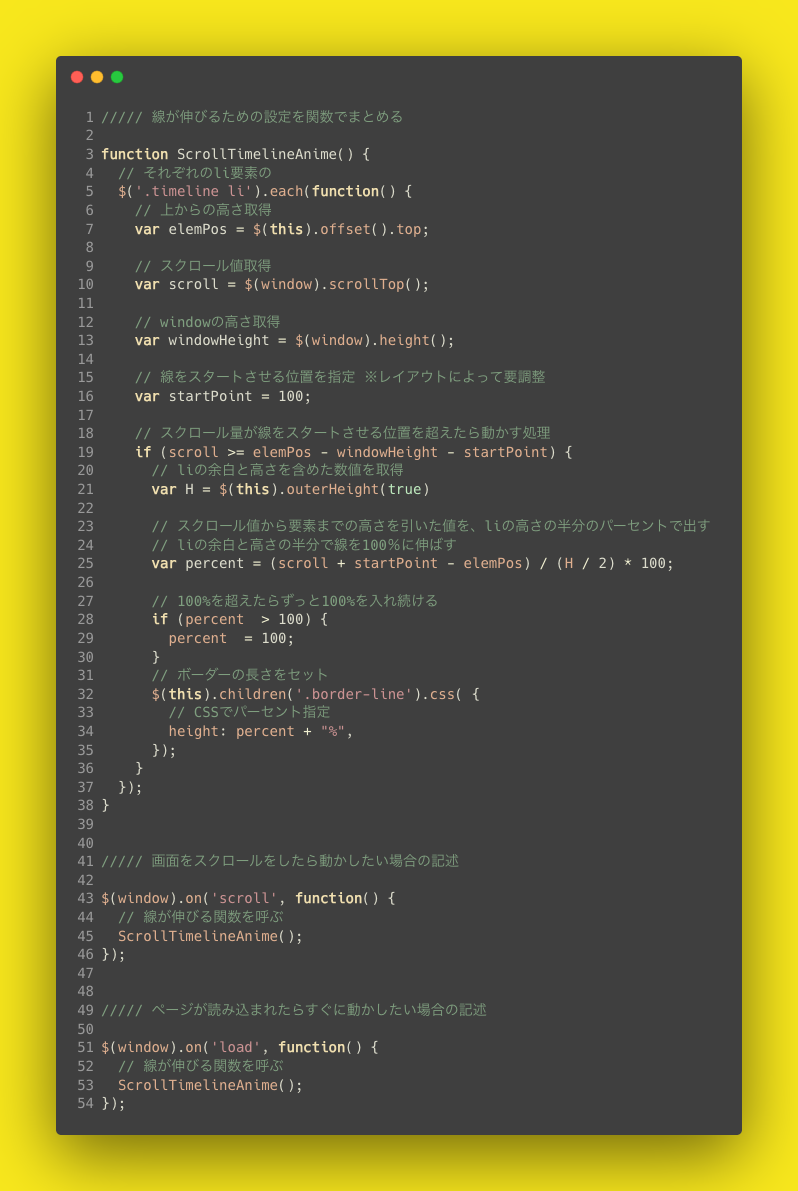 1 ///// 線が伸びるための設定を関数でまとめる
2
3 function ScrollTimelineAnime() {
4   // それぞれのli要素の
5   $('.timeline li').each(function() {
6     // 上からの高さ取得
7     var elemPos = $(this).offset().top;
8
9     // スクロール値取得
10     var scroll = $(window).scrollTop();
11
12     // windowの高さ取得
13     var windowHeight = $(window).height();
14
15     // 線をスタートさせる位置を指定 ※レイアウトによって要調整
16     var startPoint = 100;
17
18     // スクロール量が線をスタートさせる位置を超えたら動かす処理
19     if (scroll >= elemPos - windowHeight - startPoint) {
20       // liの余白と高さを含めた数値を取得
21       var H = $(this).outerHeight(true)
22
23       // スクロール値から要素までの高さを引いた値を、liの高さの半分のパーセントで出す
24       // liの余白と高さの半分で線を100％に伸ばす
25       var percent = (scroll + startPoint - elemPos) / (H / 2) * 100;
26
27       // 100%を超えたらずっと100%を入れ続ける
28       if (percent  > 100) {
29         percent  = 100;
30       }
31       // ボーダーの長さをセット
32       $(this).children('.border-line').css( {
33         // CSSでパーセント指定
34         height: percent + "%",
35       });
36     }
37   });
38 }
39
40
41 ///// 画面をスクロールをしたら動かしたい場合の記述
42
43 $(window).on('scroll', function() {
44   // 線が伸びる関数を呼ぶ
45   ScrollTimelineAnime();
46 });
47
48
49 ///// ページが読み込まれたらすぐに動かしたい場合の記述
50
51 $(window).on('load', function() {
52   // 線が伸びる関数を呼ぶ
53   ScrollTimelineAnime();
54 });